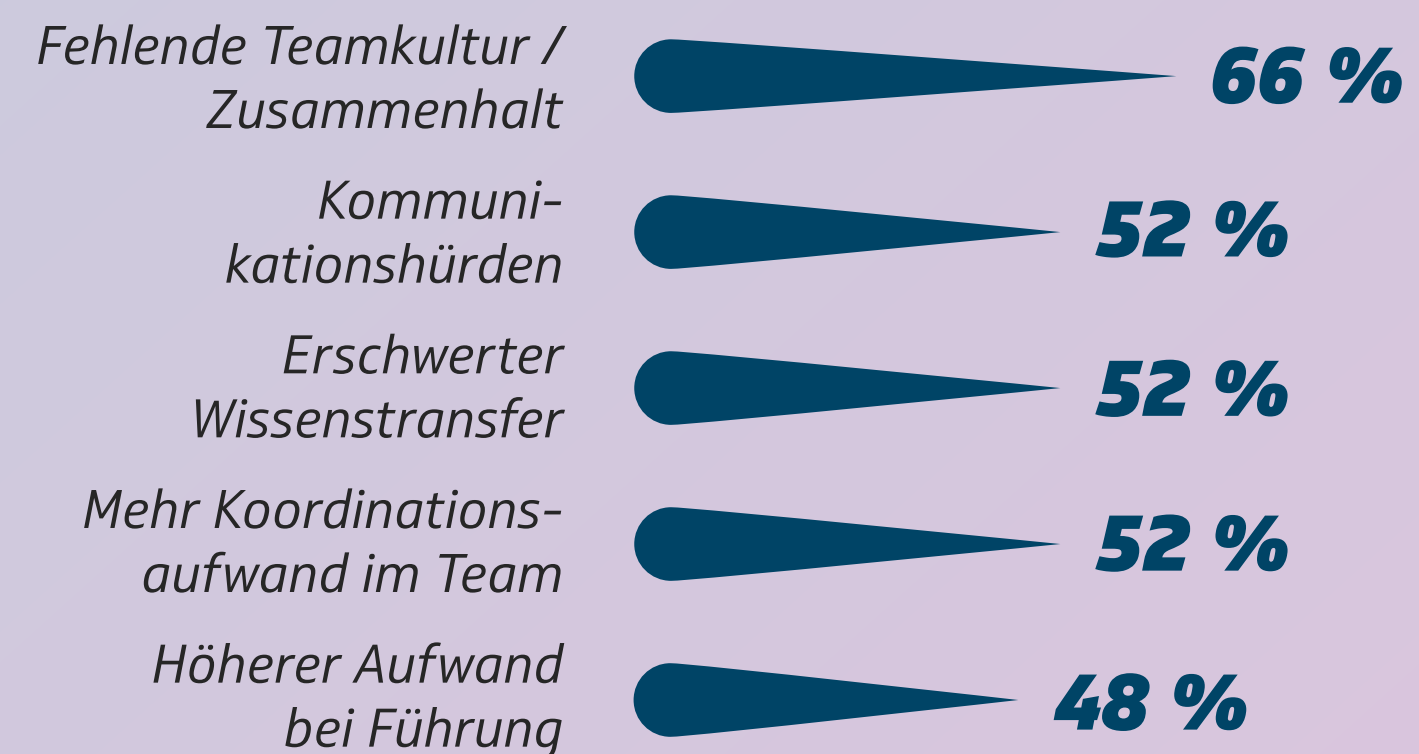 Fehlende Teamkultur /
Zusammenhalt
66 %
Kommuni-
kationshürden
52 %
Erschwerter
Wissenstransfer
52 %
Mehr Koordinations-
aufwand im Team
52 %
Höherer Aufwand
bei Führung
48 %